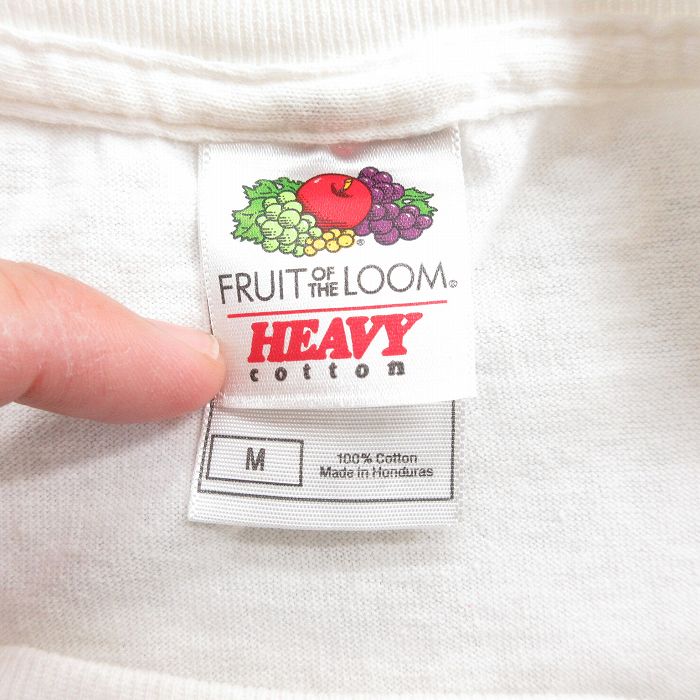 FRUIT OF THE LOOM®
HEAVY
cotton
M
100% Cotton
Made in Honduras